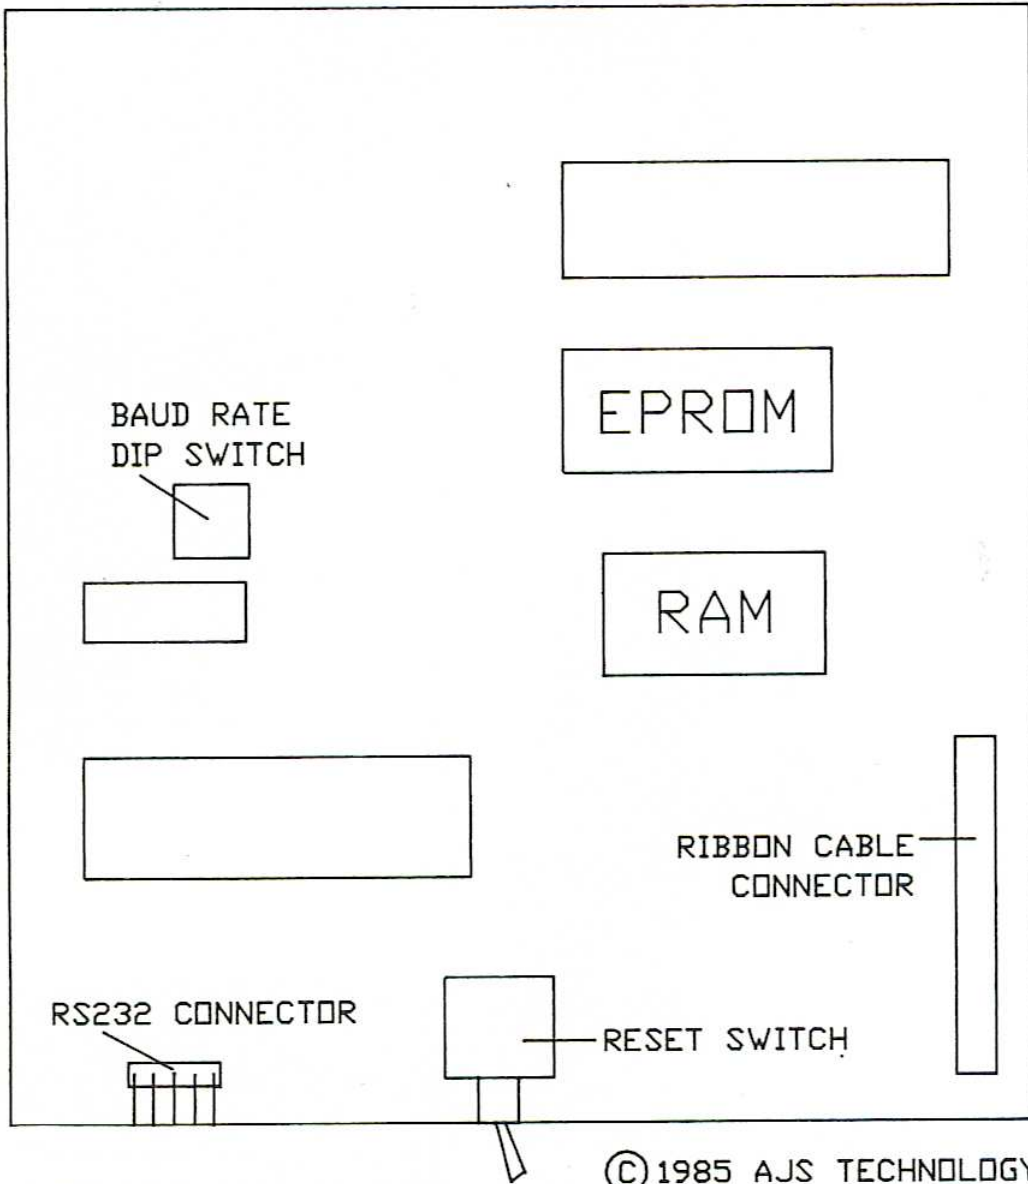 EPROM
BAUD RATE
DIP SWITCH
RAM
RIBBON CABLE
CONNECTOR
RS232 CONNECTOR
RESET SWITCH
© 1985 AJS TECHNOLOGY